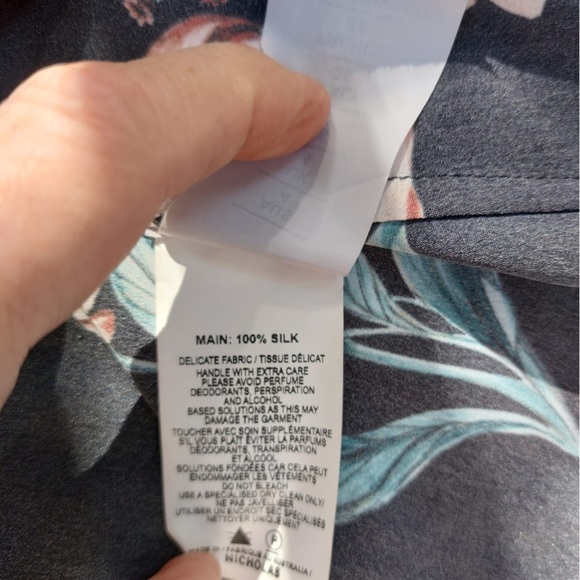 MAIN: 100% SILK
DELICATE FABRIC / TISSUE DÉLICAT
HANDLE WITH EXTRA CARE
PLEASE AVOID PERFUME
DEODORANTS, PERSPIRATION
AND ALCOHOL
BASED SOLUTIONS AS THIS MAY
DAMAGE THE GARMENT
TOUCHER AVEC SOIN SUPPLÉMENTAIRE
S'IL VOUS PLAÎT ÉVITER LA PARFUMS
DÉODORANTS, TRANSPIRATION
ET ALCOOL
SOLUTIONS FONDÉES CAR CELA PEUT
ENDOMMAGER LES VÊTEMENTS
DO NOT BLEACH
USE A SPECIALISED DRY CLEAN ONLY/
NE PAS JAVELLISER
UTILISER UN ENDROIT SEC SPÉCIALISÉS
NETTOYER UNIQUEMENT
P
NICHOLAS